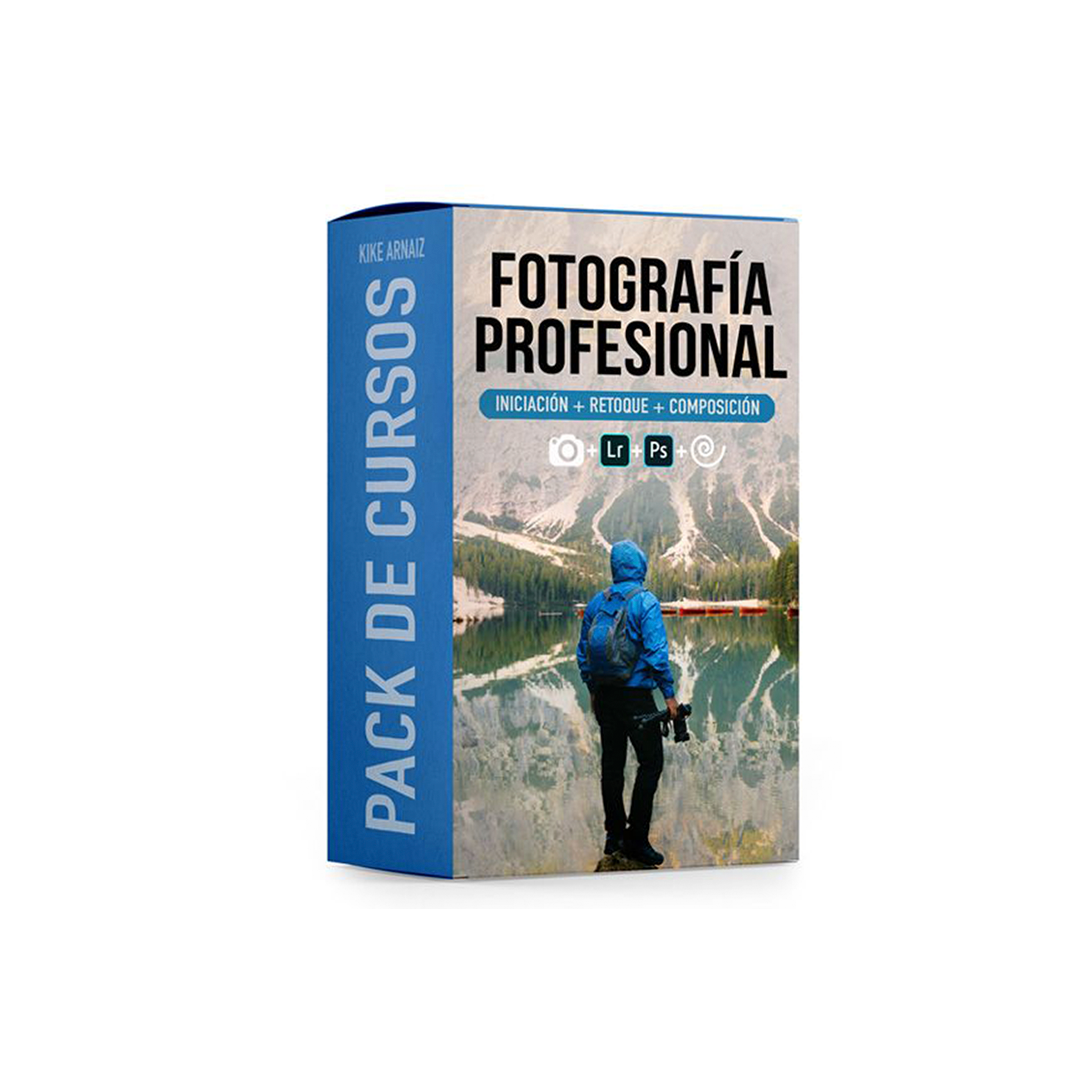 KIKE ARNAIZ
PACK DE CURSOS
FOTOGRAFÍA
PROFESIONAL
INICIACIÓN + RETOQUE + COMPOSICIÓN
+ Lr + Ps +